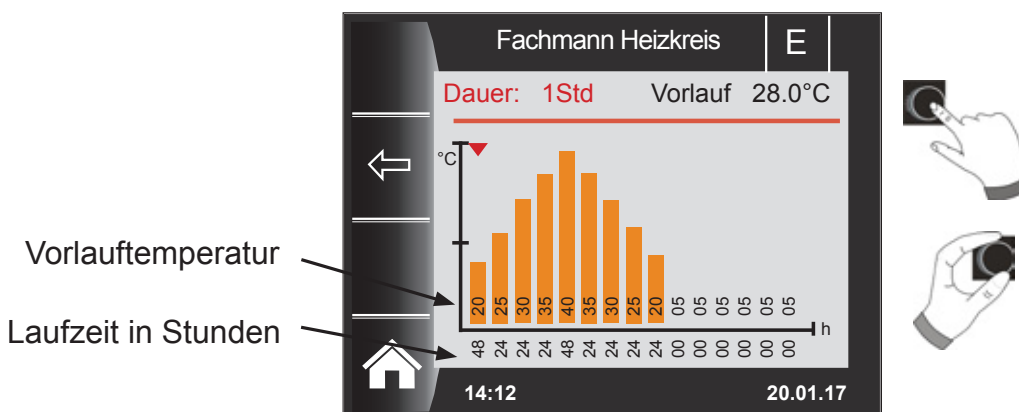 Fachmann Heizkreis E
Dauer: 1Std Vorlauf 28.0°C
°C
Vorlauftemperatur
20 25 30 35 40 35 30 25 20 05 05 05 05 05 05
h
Laufzeit in Stunden
48 24 24 24 48 24 24 24 24 00 00 00 00 00 00
14:12 20.01.17